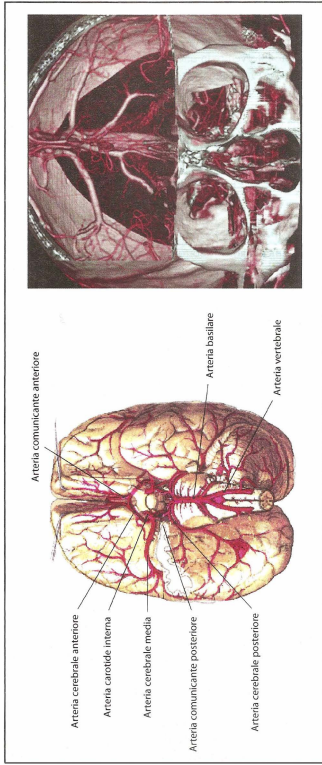 Arteria comunicante anteriore
Arteria cerebrale anteriore
Arteria carotide interna
Arteria cerebrale media
Arteria comunicante posteriore
Arteria cerebrale posteriore
Arteria basilare
Arteria vertebrale